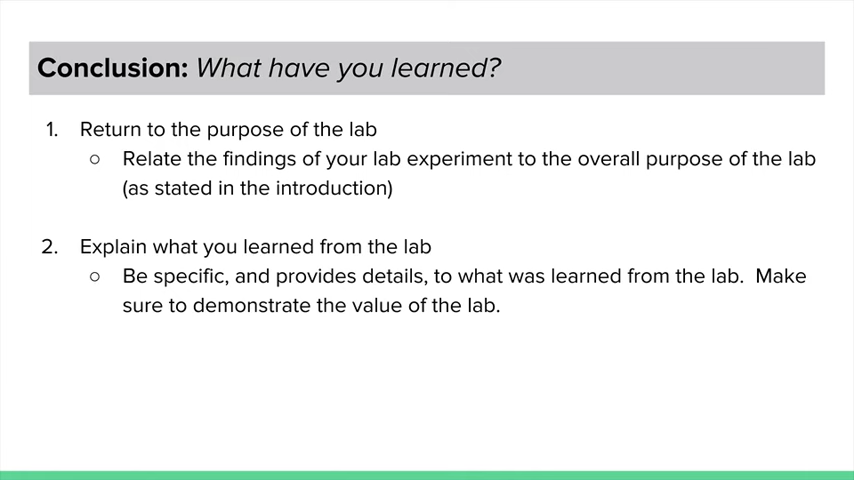 Conclusion: What have you learned?
1. Return to the purpose of the lab
○ Relate the findings of your lab experiment to the overall purpose of the lab
(as stated in the introduction)
2. Explain what you learned from the lab
○ Be specific, and provides details, to what was learned from the lab.  Make
sure to demonstrate the value of the lab.